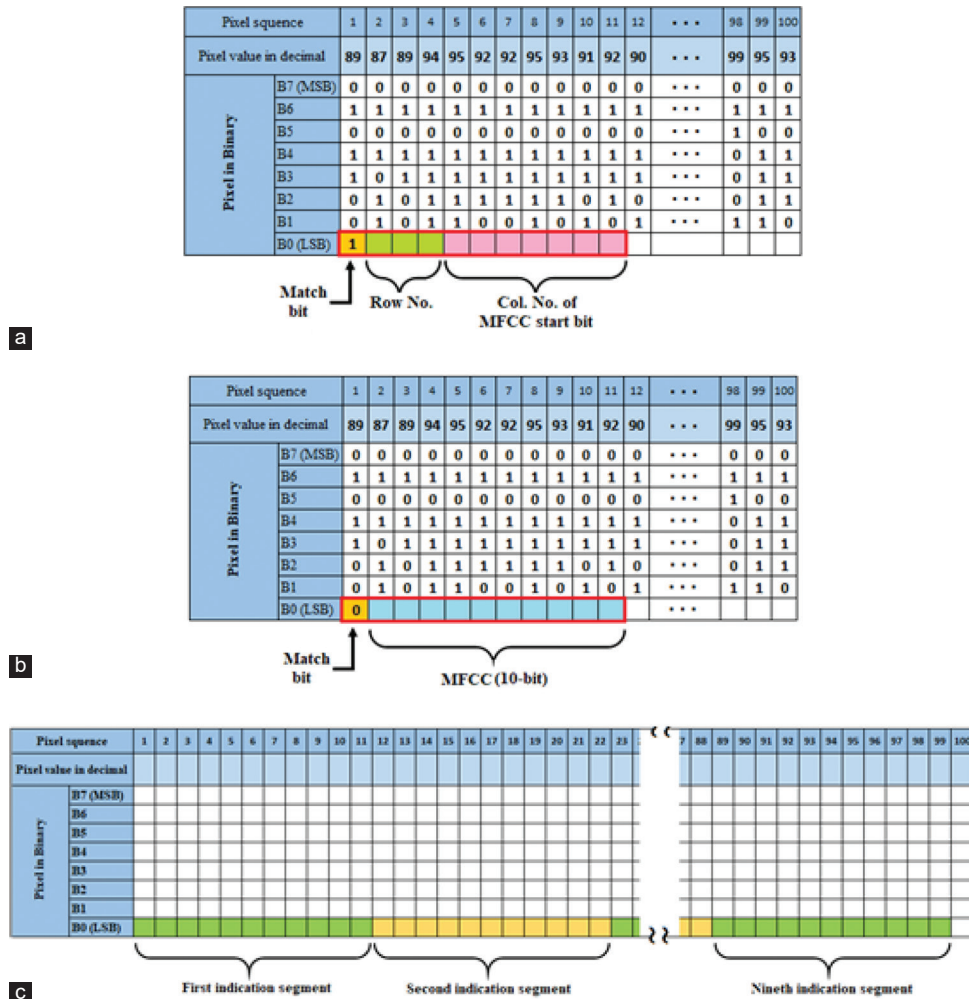 Pixel squence 1 2 3 4 5 6 7 8 9 10 11 12 • • • 98 99 100
Pixel value in decimal 89 87 89 94 95 92 92 95 93 91 92 90 • • • 99 95 93
Pixel in Binary
B7 (MSB) 0 0 0 0 0 0 0 0 0 0 0 0 • • • 0 0 0
B6 1 1 1 1 1 1 1 1 1 1 1 1 • • • 1 1 1
B5 0 0 0 0 0 0 0 0 0 0 0 0 • • • 1 0 0
B4 1 1 1 1 1 1 1 1 1 1 1 1 • • • 0 1 1
B3 1 0 1 1 1 1 1 1 1 1 1 1 • • • 0 1 1
B2 0 1 0 1 1 1 1 1 1 0 1 0 • • • 0 1 1
B1 0 1 0 1 1 0 0 1 0 1 0 1 • • • 1 1 0
B0 (LSB) 1
Match bit
Row No.
Col. No. of
MFCC start bit
a
Pixel squence 1 2 3 4 5 6 7 8 9 10 11 12 • • • 98 99 100
Pixel value in decimal 89 87 89 94 95 92 92 95 93 91 92 90 • • • 99 95 93
Pixel in Binary
B7 (MSB) 0 0 0 0 0 0 0 0 0 0 0 0 • • • 0 0 0
B6 1 1 1 1 1 1 1 1 1 1 1 1 • • • 1 1 1
B5 0 0 0 0 0 0 0 0 0 0 0 0 • • • 1 0 0
B4 1 1 1 1 1 1 1 1 1 1 1 1 • • • 0 1 1
B3 1 0 1 1 1 1 1 1 1 1 1 1 • • • 0 1 1
B2 0 1 0 1 1 1 1 1 1 0 1 0 • • • 0 1 1
B1 0 1 0 1 1 0 0 1 0 1 0 1 • • • 1 1 0
B0 (LSB) 0 • • •
Match
bit
MFCC (10-bit)
b
Pixel squence 1 2 3 4 5 6 7 8 9 10 11 12 13 14 15 16 17 18 19 20 21 22 23 7 88 89 90 91 92 93 94 95 96 97 98 99 100
Pixel value in decimal
Pixel in Binary
B7 (MSB)
B6
B5
B4
B3
B2
B1
B0 (LSB)
First indication segment
Second indication segment
Nineth indication segment
c